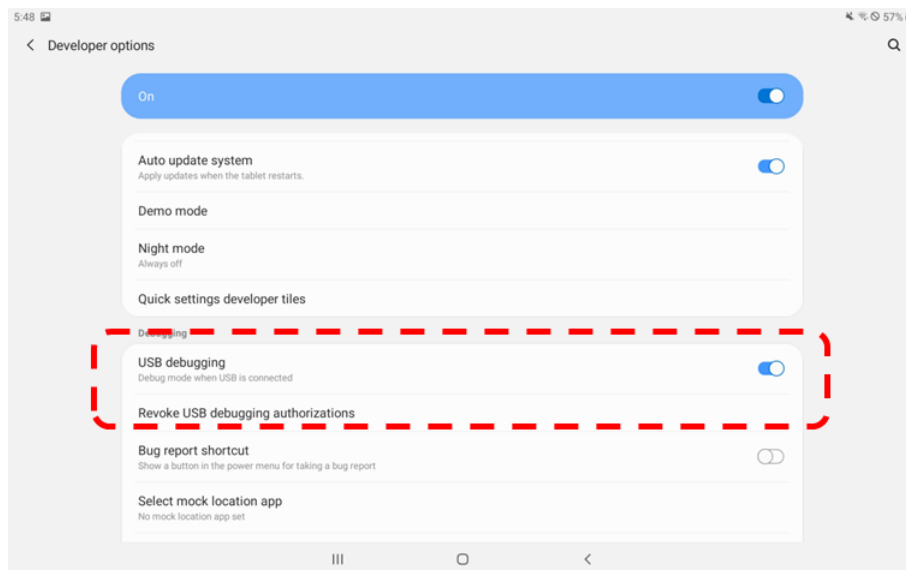 5:48
57%
Developer options
On
Auto update system
Apply updates when the tablet restarts.
Demo mode
Night mode
Always off
Quick settings developer tiles
Debugging
USB debugging
Debug mode when USB is connected
Revoke USB debugging authorizations
Bug report shortcut
Show a button in the power menu for taking a bug report
Select mock location app
No mock location app set